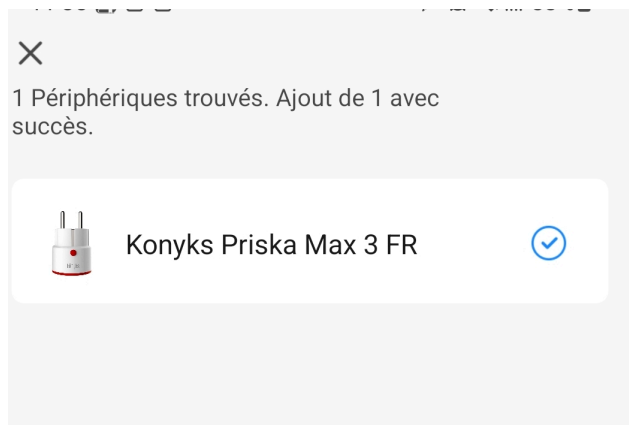 1 Périphériques trouvés. Ajout de 1 avec
succès.
Konyks Priska Max 3 FR